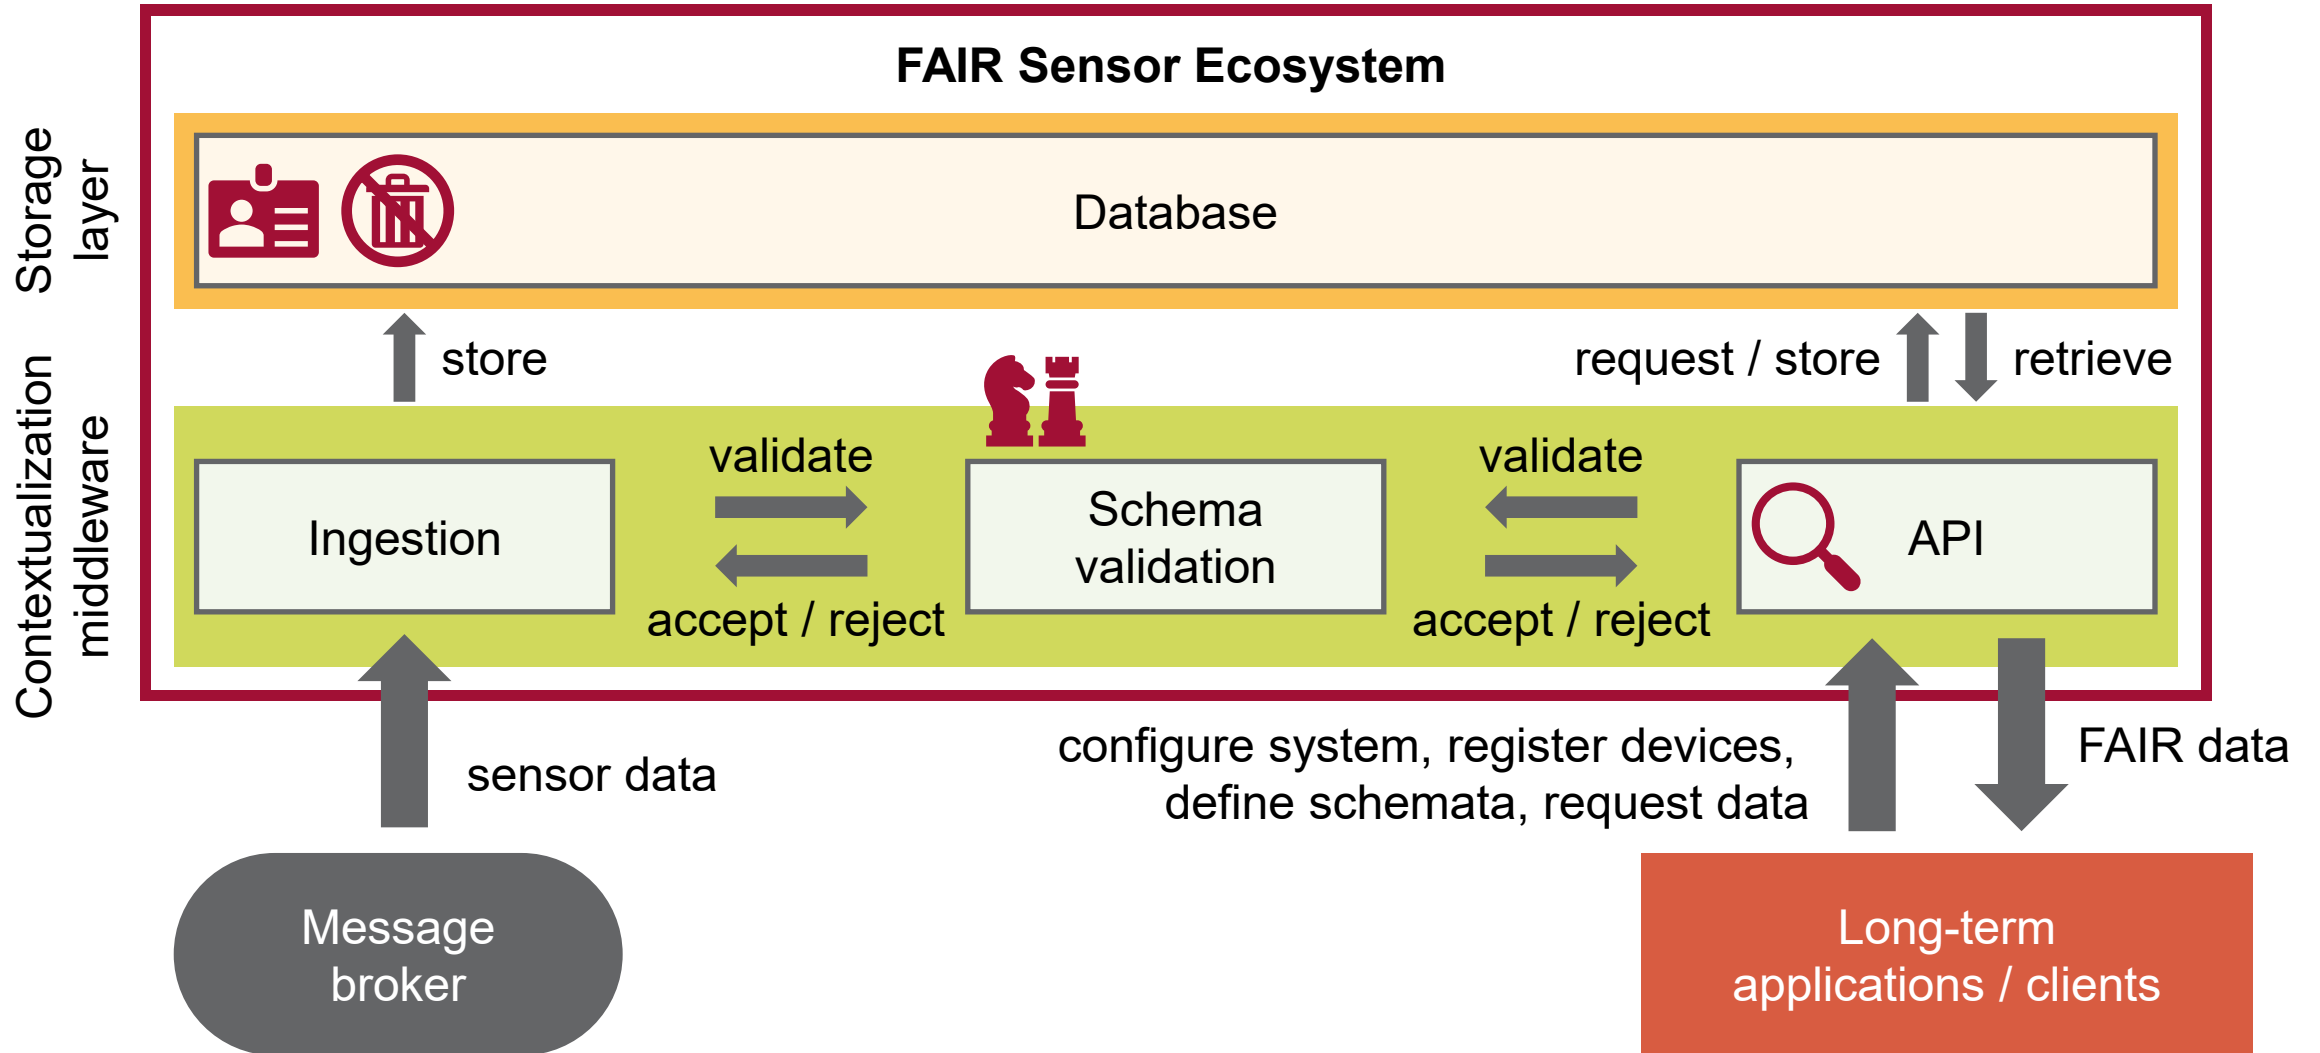 FAIR Sensor Ecosystem
Storage
layer
Database
store
request / store
retrieve
Contextualization
middleware
validate
validate
Ingestion
Schema
validation
API
accept / reject
accept / reject
sensor data
configure system, register devices,
define schemata, request data
FAIR data
Message
broker
Long-term
applications / clients